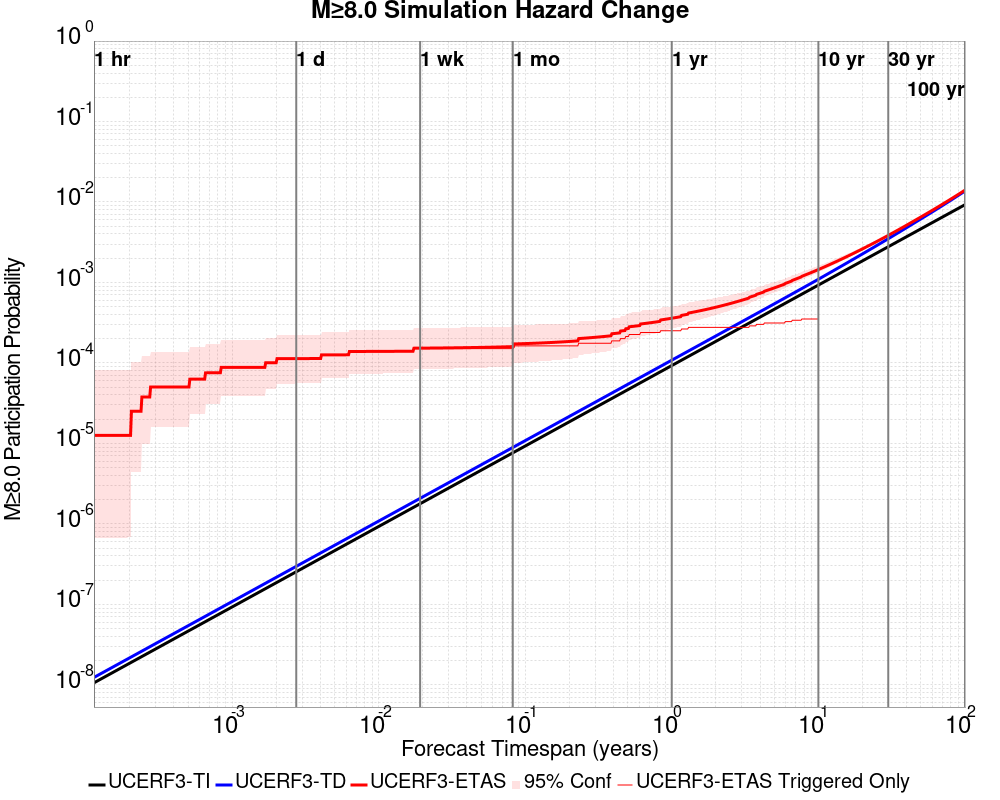 M≥8.0 Simulation Hazard Change
10^0
1 hr 1 d 1 wk 1 mo 1 yr 10 yr 30 yr
100 yr
10^-1
10^-2
10^-3
10^-4
10^-5
10^-6
10^-7
10^-8
M≥8.0 Participation Probability
10^-3 10^-2 10^-1 10^0 10^1 10^2
Forecast Timespan (years)
UCERF3-TI UCERF3-TD UCERF3-ETAS 95% Conf UCERF3-ETAS Triggered Only